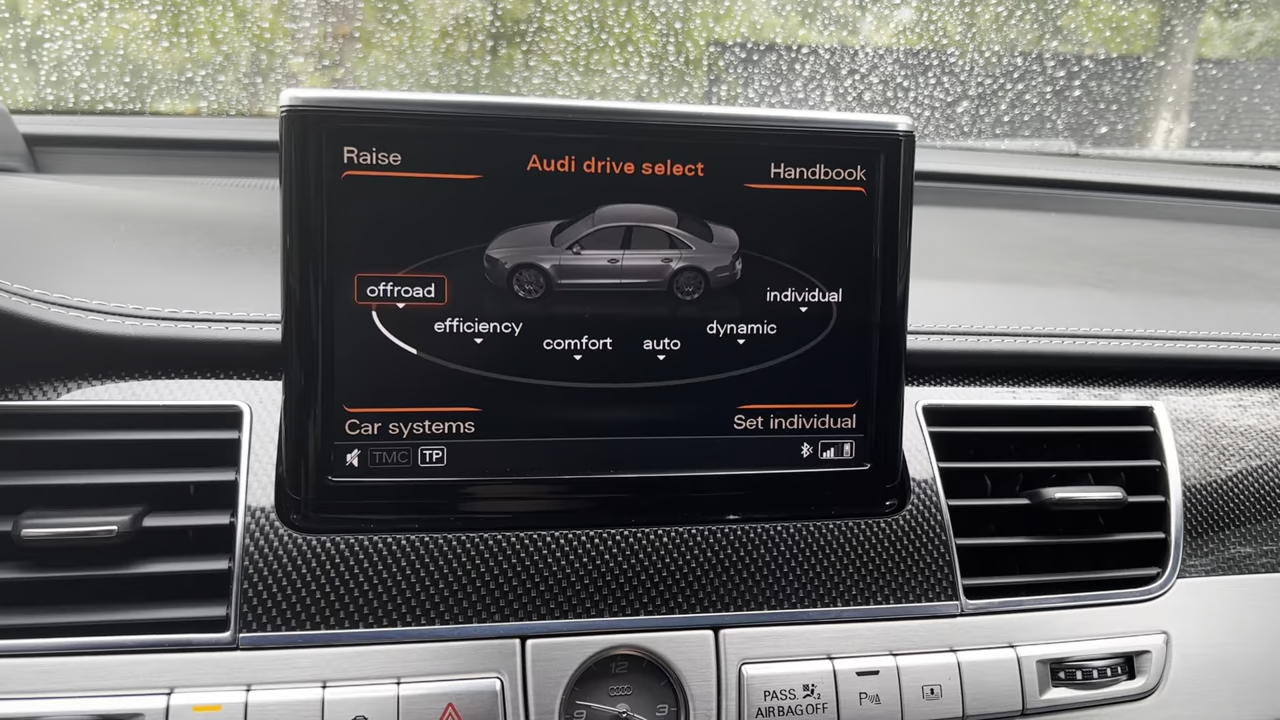 Raise
Audi drive select
Handbook
offroad
individual
efficiency
dynamic
comfort
auto
Car systems
Set individual
TMC
TP
12
9
3
PASS.
AIR BAG OFF
P